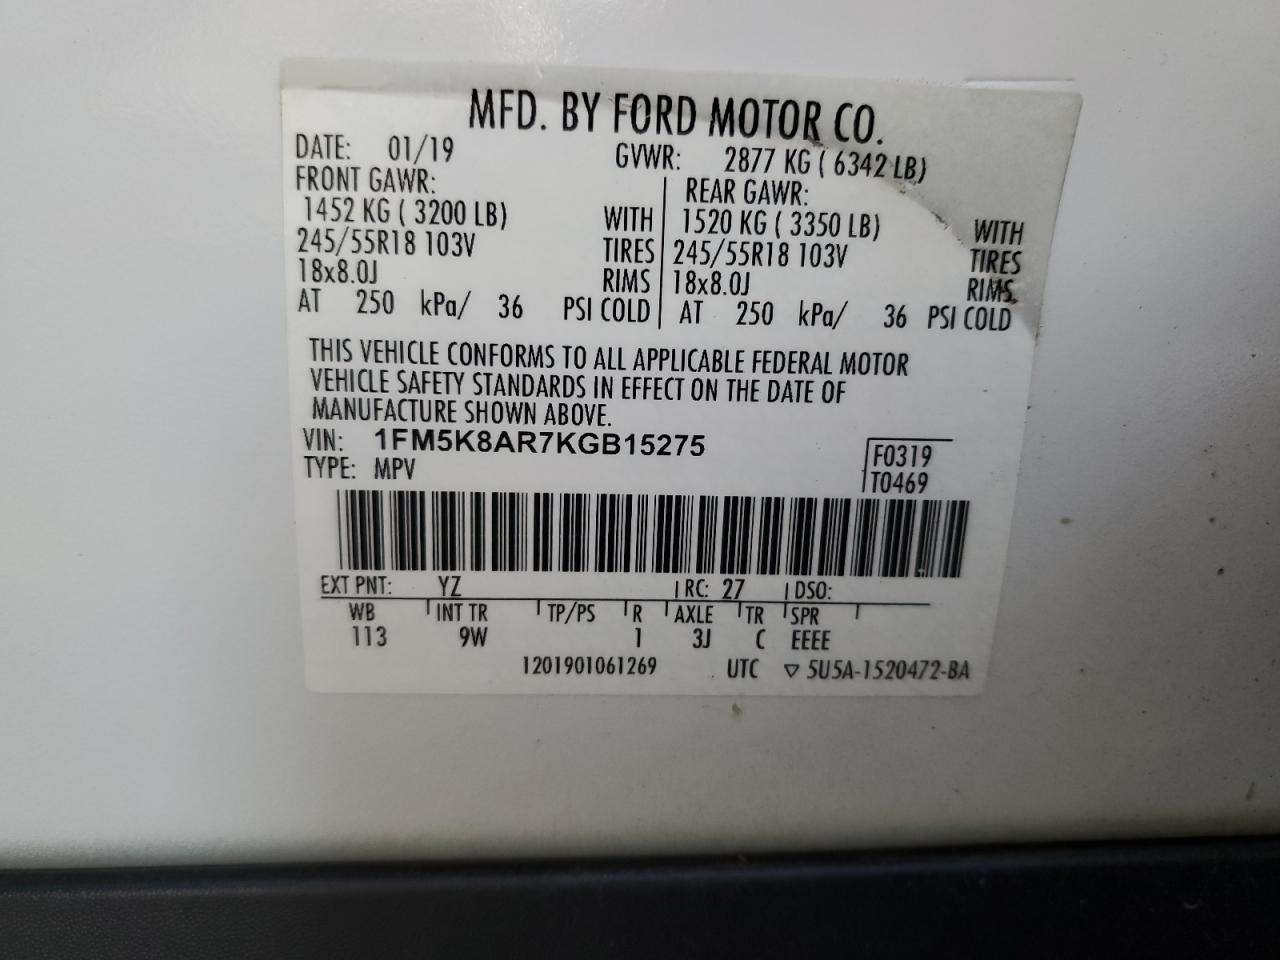 MFD. BY FORD MOTOR CO.
DATE: 01/19 GVWR: 2877 KG ( 6342 LB)
FRONT GAWR: REAR GAWR:
1452 KG ( 3200 LB) WITH 1520 KG ( 3350 LB) WITH
245/55R18 103V TIRES 245/55R18 103V TIRES
18x8.0J RIMS 18x8.0J RIMS
AT 250 kPa/ 36 PSI COLD AT 250 kPa/ 36 PSI COLD
THIS VEHICLE CONFORMS TO ALL APPLICABLE FEDERAL MOTOR
VEHICLE SAFETY STANDARDS IN EFFECT ON THE DATE OF
MANUFACTURE SHOWN ABOVE.
VIN: 1FM5K8AR7KGB15275 F0319
TYPE: MPV T0469
EXT PNT: YZ RC: 27 DSO:
WB INT TR TP/PS R AXLE TR SPR
113 9W 1 3J C EEEE
1201901061269 UTC ▽ 5U5A-1520472-BA